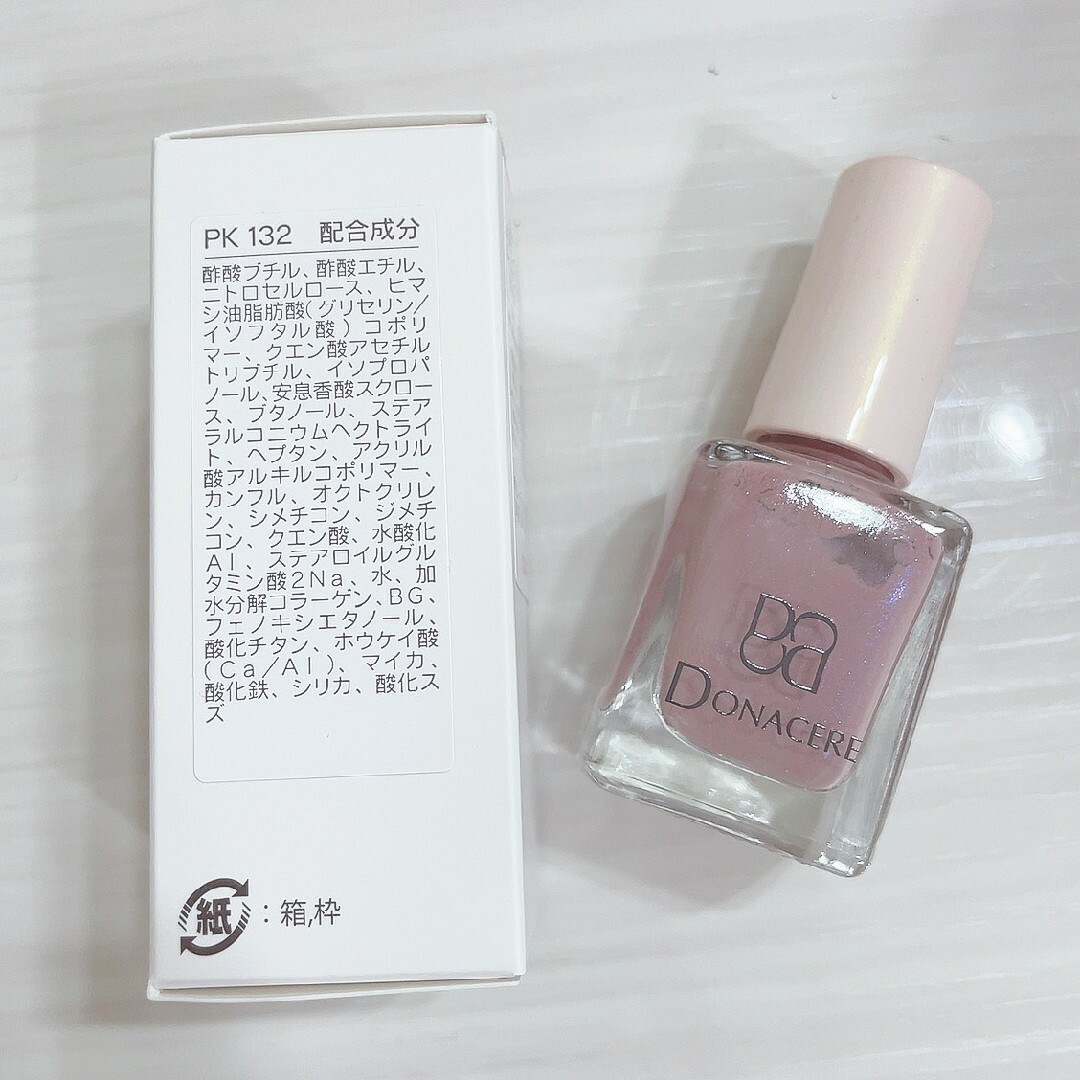 PK 132 配合成分
酢酸ブチル、酢酸エチル、
ニトロセルロース、ヒマ
シ油脂肪酸(グリセリン/
イソフタル酸)コポリ
マー、クエン酸アセチル
トリブチル、イソプロパ
ノール、安息香酸スクロー
ス、ブタノール、ステア
ラルコニウムヘクトライ
ト、ヘプタン、アクリル
酸アルキルコポリマー、
カンフル、オクトクリレ
ン、シメチコン、ジメチ
コン、クエン酸、水酸化
Al、ステアロイルグル
タミン酸2Na、水、加
水分解コラーゲン、BG、
フェノキシエタノール、
酸化チタン、ホウケイ酸
(Ca/Al)、マイカ、
酸化鉄、シリカ、酸化ス
ズ
紙:箱,枠
DONACERE